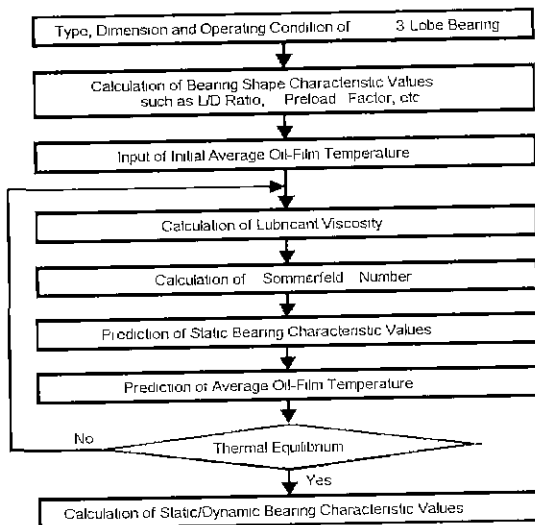 Type, Dimension and Operating Condition of 3 Lobe Bearing
Calculation of Bearing Shape Characteristic Values
such as L/D Ratio, Preload Factor, etc
Input of Initial Average Oil-Film Temperature
Calculation of Lubricant Viscosity
Calculation of Sommerfeld Number
Prediction of Static Bearing Characteristic Values
Prediction of Average Oil-Film Temperature
No
Thermal Equilibrium
Yes
Calculation of Static/Dynamic Bearing Characteristic Values